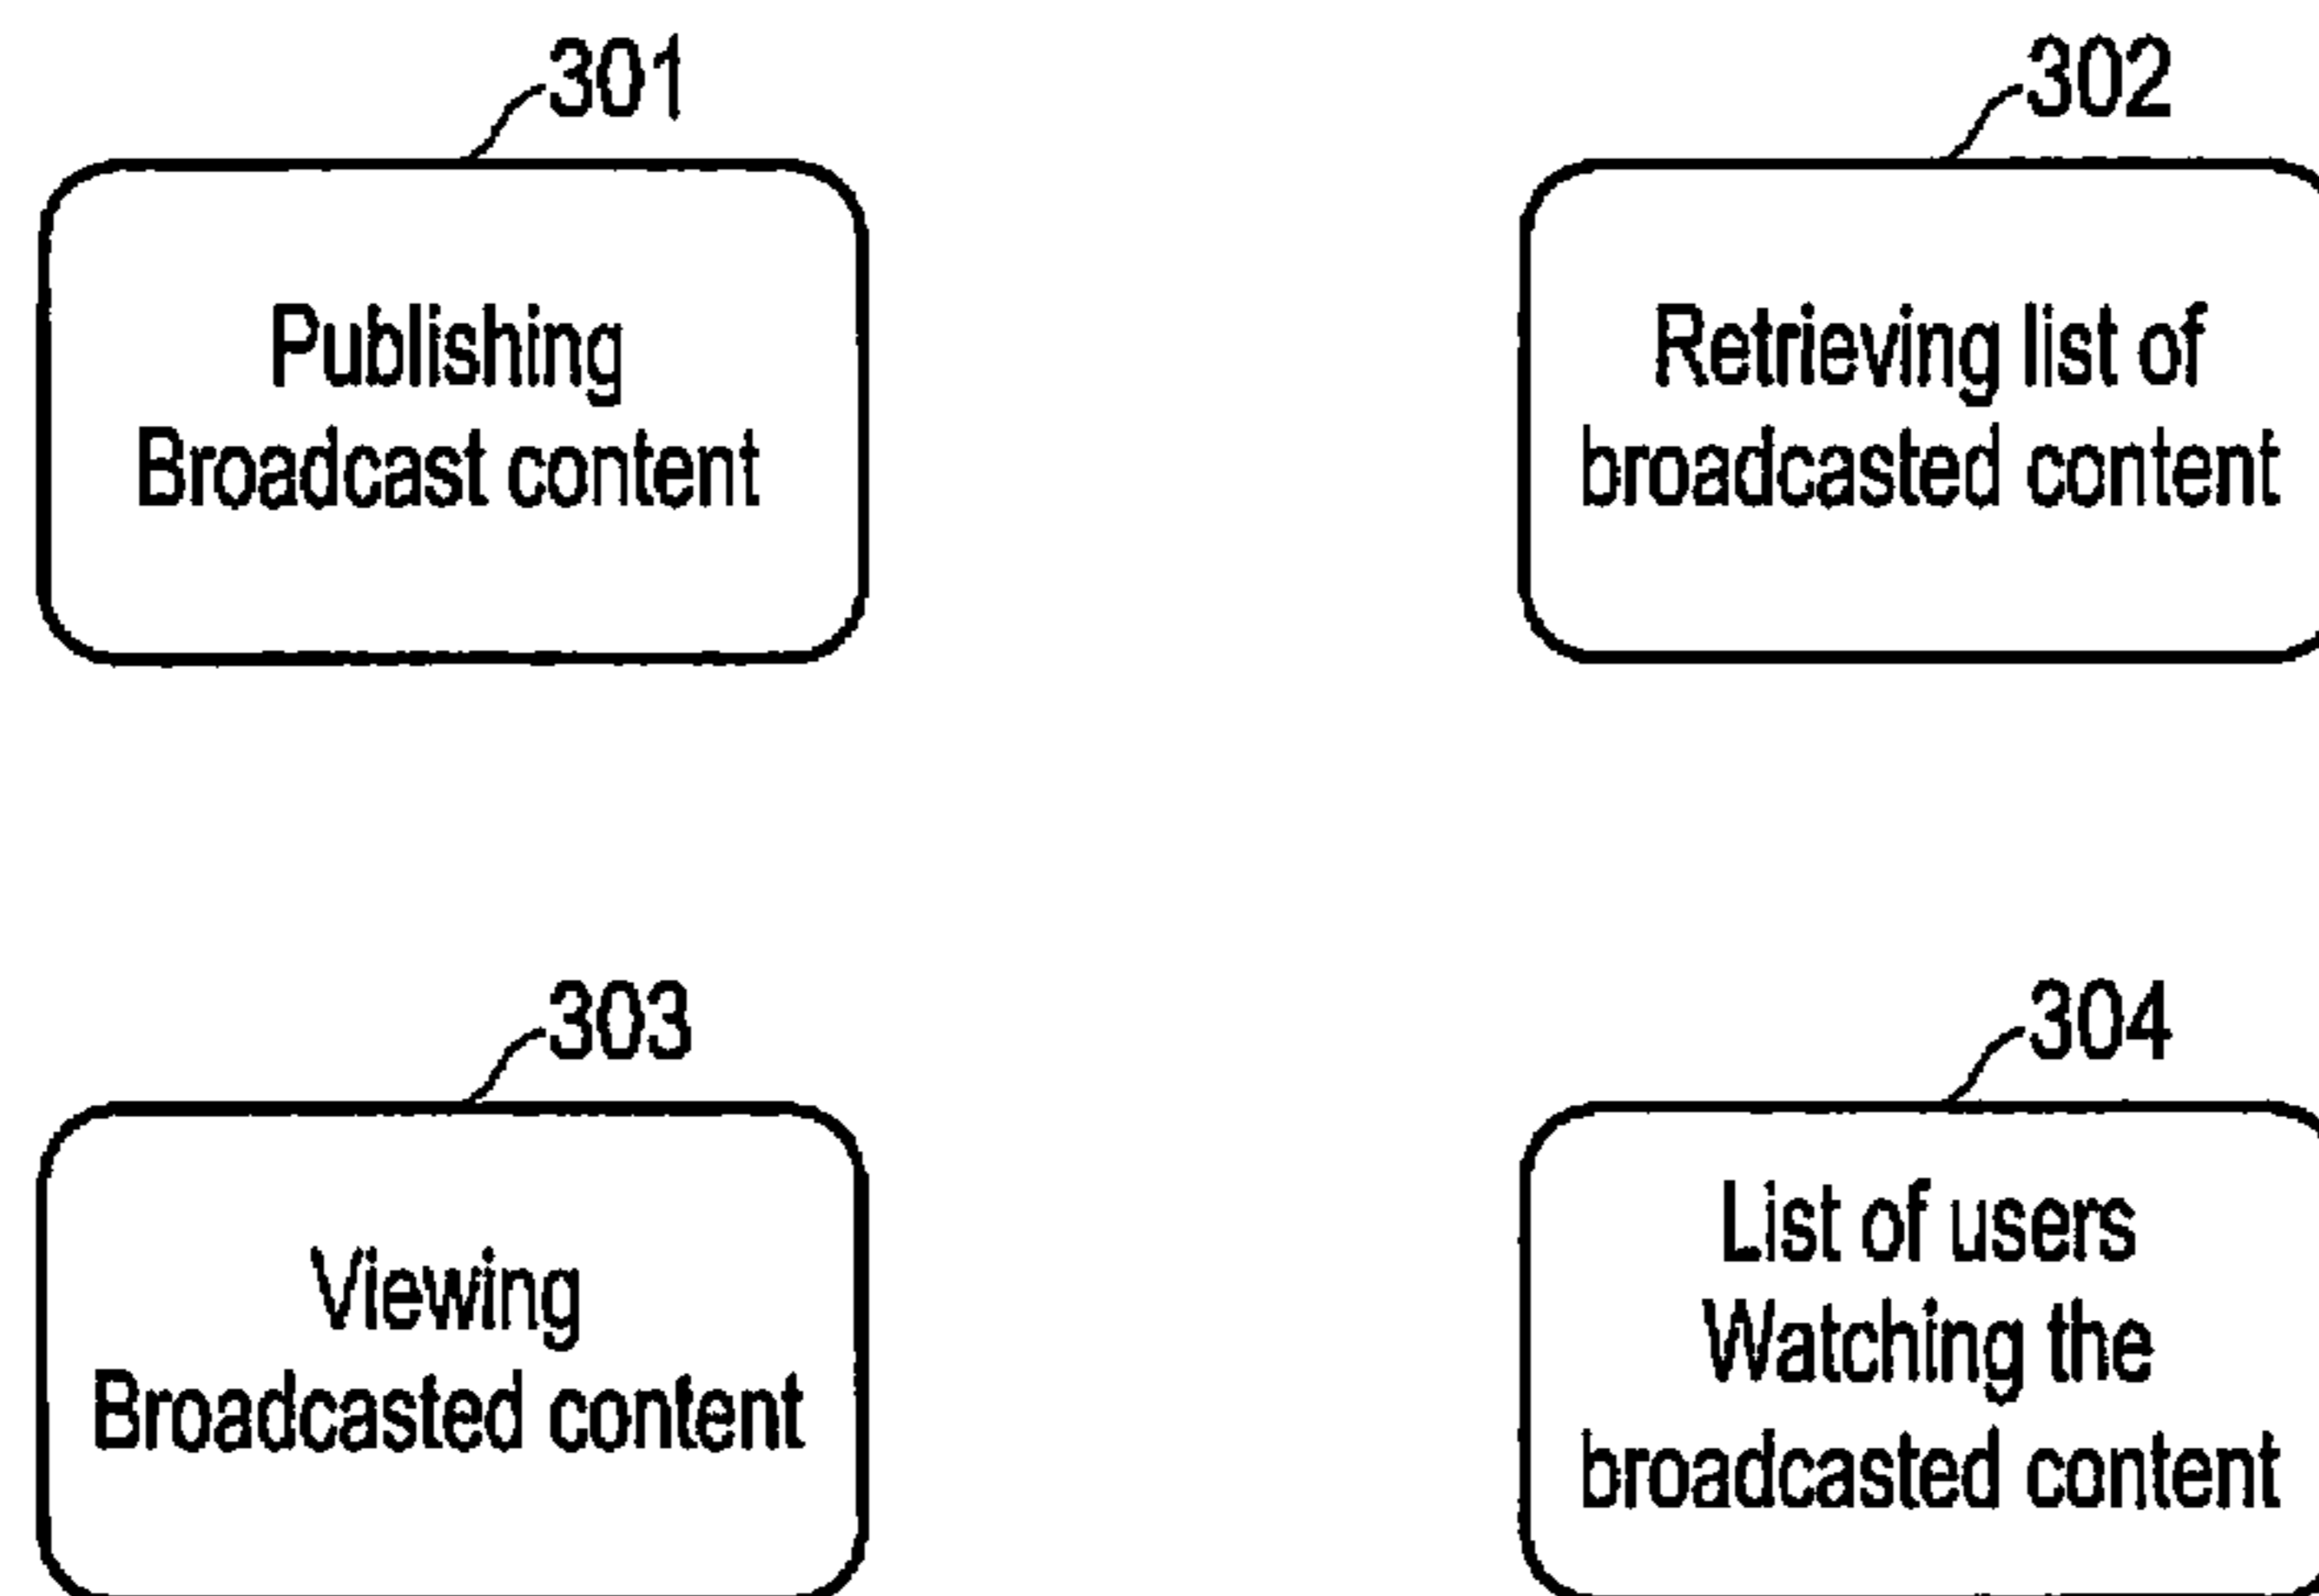 301
Publishing
Broadcast content
302
Retrieving list of
broadcasted content
303
Viewing
Broadcasted content
304
List of users
Watching the
broadcasted content